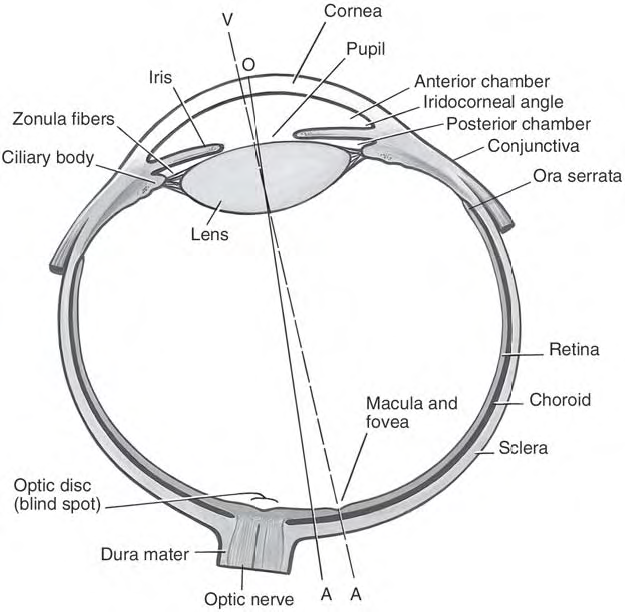 V
Cornea
O
Pupil
Iris
Anterior chamber
Iridocorneal angle
Zonula fibers
Posterior chamber
Conjunctiva
Ciliary body
Ora serrata
Lens
Retina
Macula and
fovea
Choroid
Sclera
Optic disc
(blind spot)
Dura mater
Optic nerve
A A